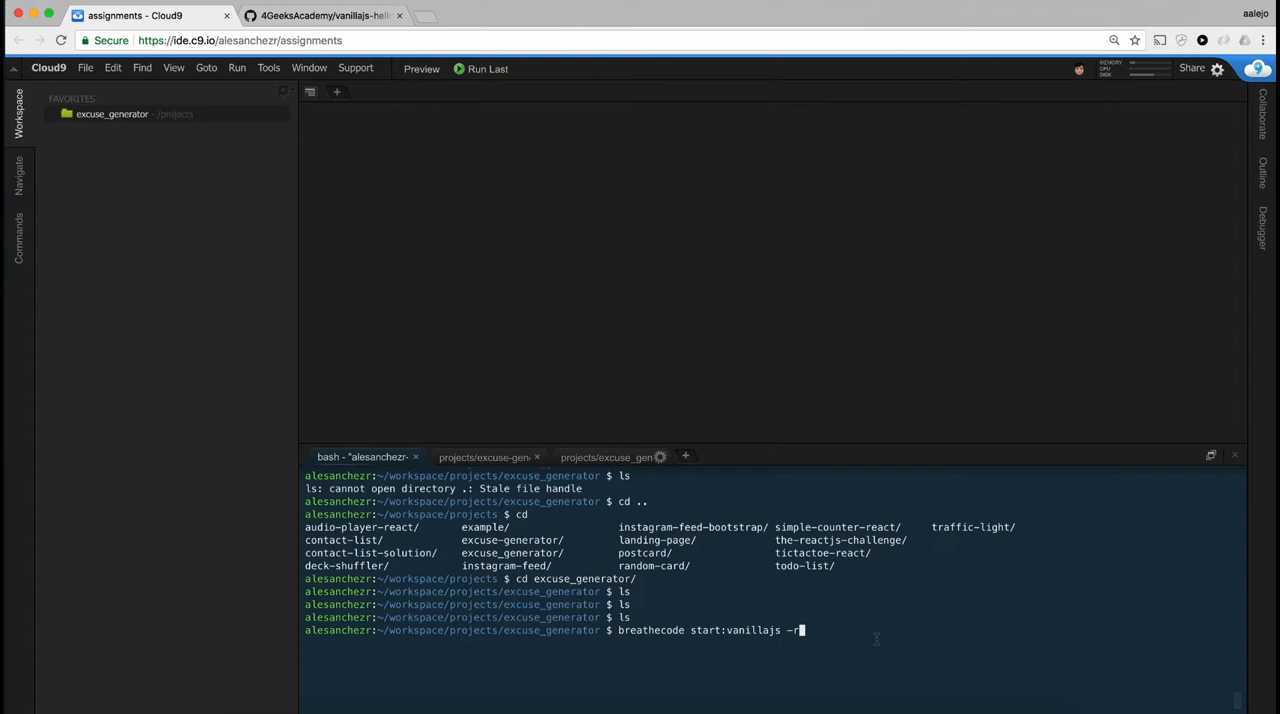 assignments - Cloud9
4GeeksAcademy/vanillajs-hell
aalejo
Secure
https://ide.c9.io/alesanchezr/assignments
Cloud9 File Edit Find View Goto Run Tools Window Support Preview Run Last
MEMORY
CPU
DISK
Share
Workspace
Navigate
Commands
FAVORITES
excuse_generator - /projects
Collaborate
Outline
Debugger
bash - "alesanchezr-
projects/excuse-gen
projects/excuse_gen
alesanchezr:~/workspace/projects/excuse_generator $ ls
ls: cannot open directory .: Stale file handle
alesanchezr:~/workspace/projects/excuse_generator $ cd ..
alesanchezr:~/workspace/projects $ cd
audio-player-react/ example/ instagram-feed-bootstrap/ simple-counter-react/ traffic-light/
contact-list/ excuse-generator/ landing-page/ the-reactjs-challenge/
contact-list-solution/ excuse_generator/ postcard/ tictactoe-react/
deck-shuffler/ instagram-feed/ random-card/ todo-list/
alesanchezr:~/workspace/projects $ cd excuse_generator/
alesanchezr:~/workspace/projects/excuse_generator $ ls
alesanchezr:~/workspace/projects/excuse_generator $ ls
alesanchezr:~/workspace/projects/excuse_generator $ ls
alesanchezr:~/workspace/projects/excuse_generator $ breathecode start:vanillajs -r